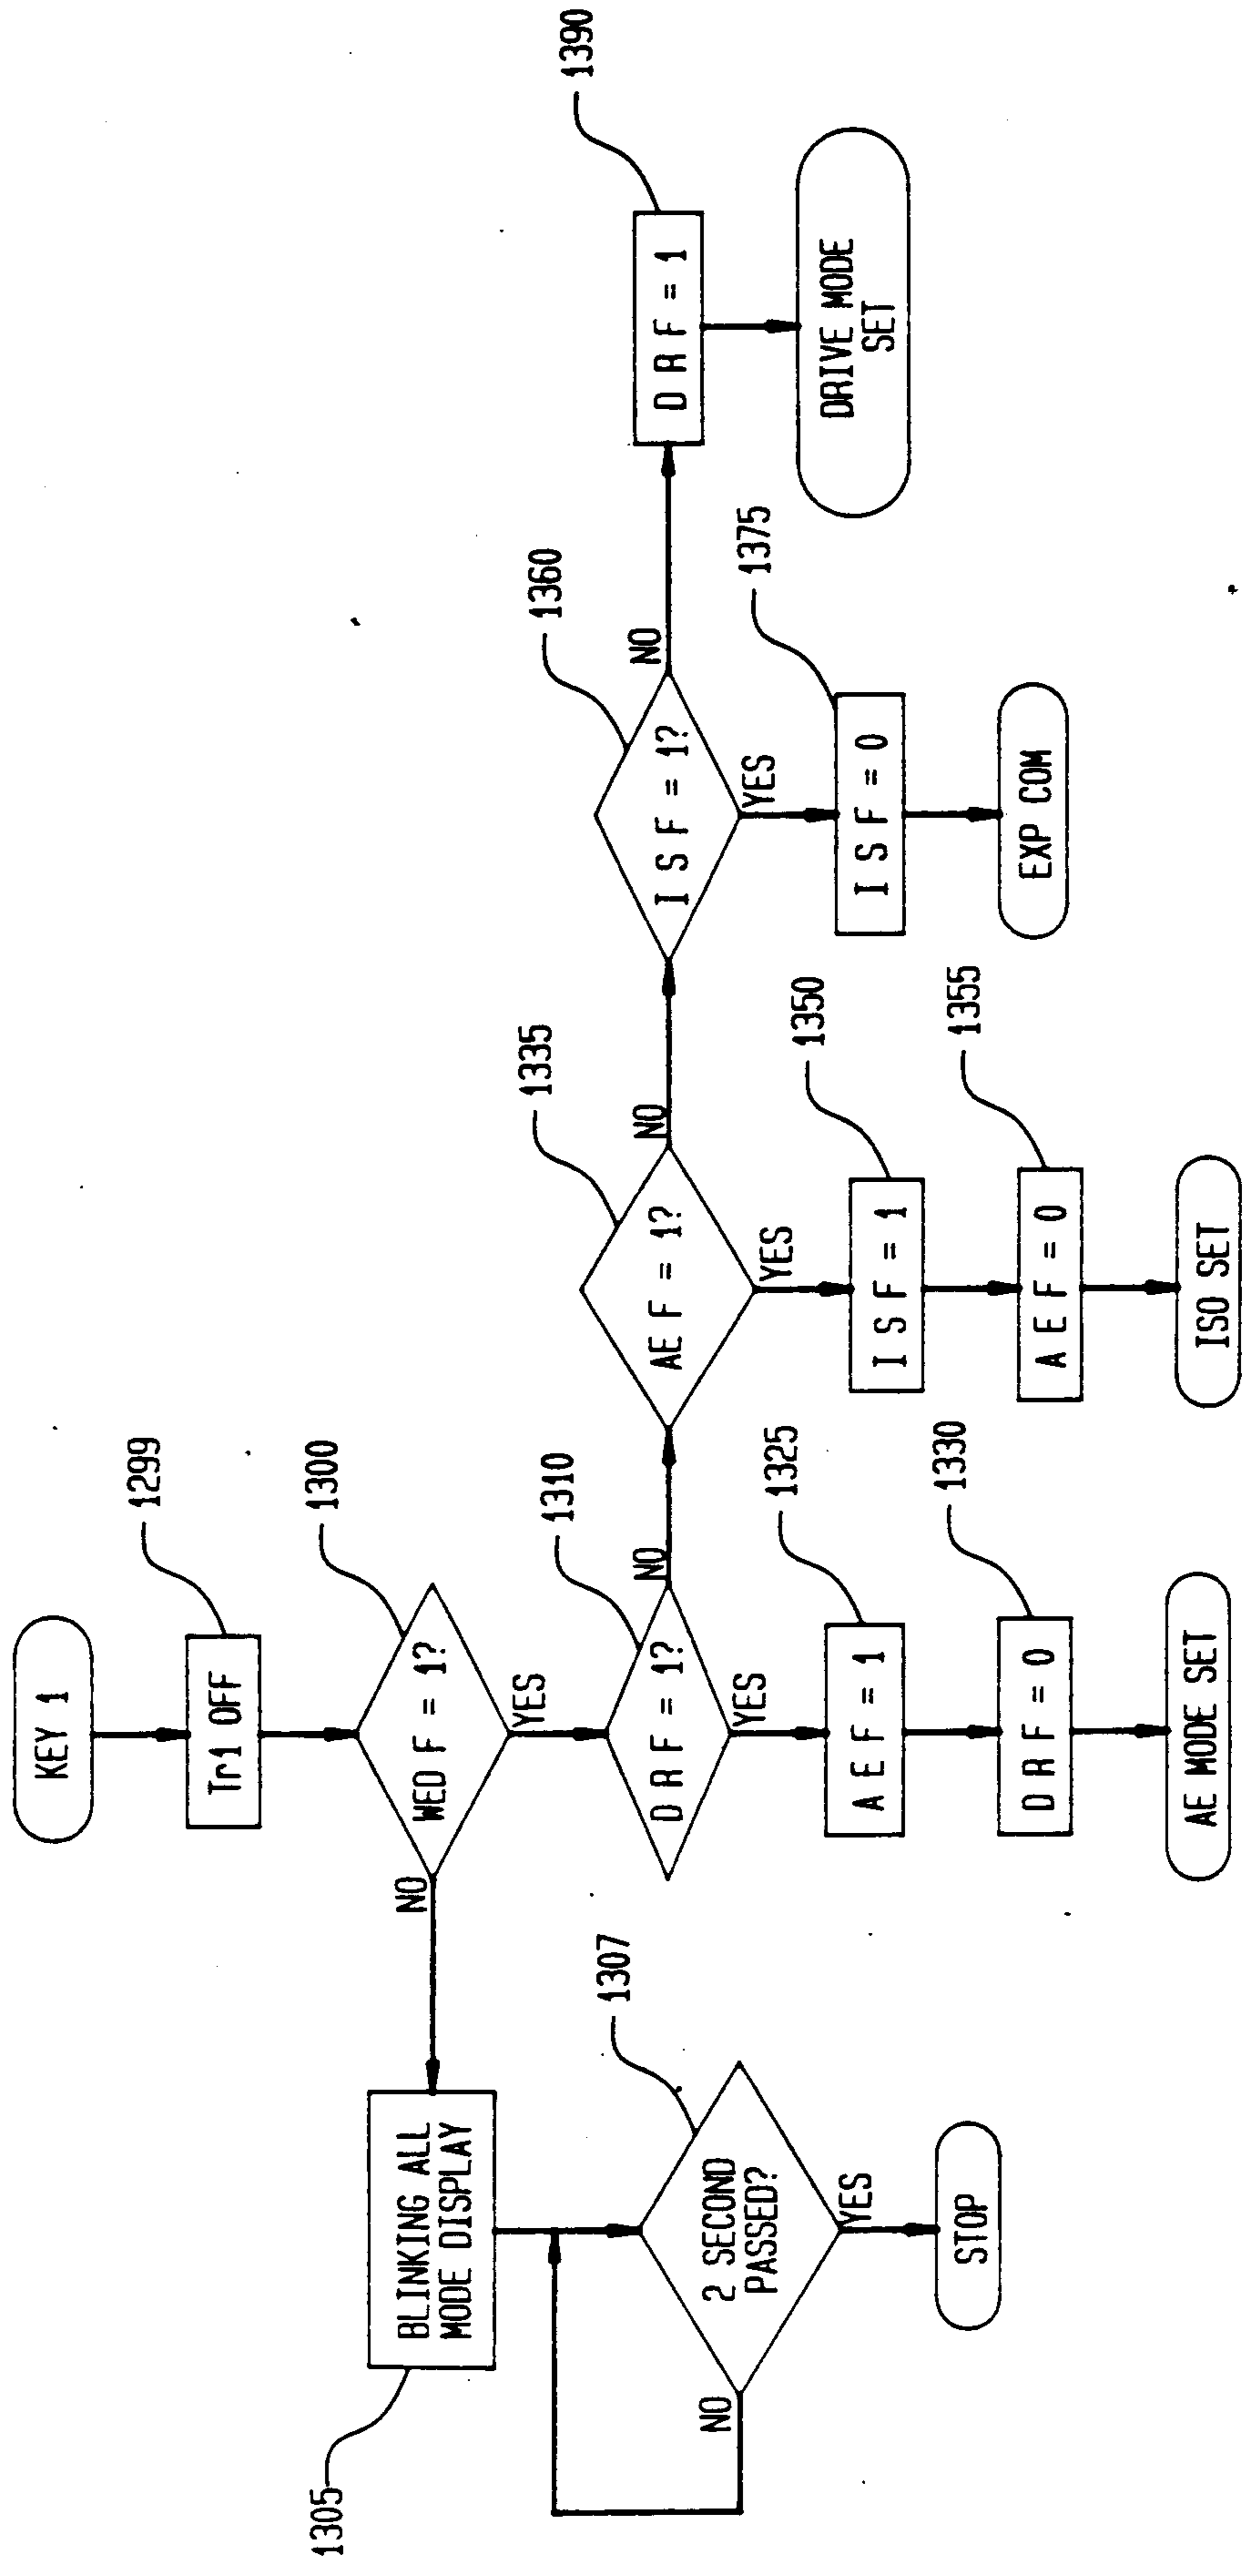 KEY 1
1299
Tr1 OFF
1300
WED F = 1?
NO
YES
1305
BLINKING ALL
MODE DISPLAY
1307
2 SECOND
PASSED?
NO
YES
STOP
1310
D R F = 1?
NO
YES
1325
A E F = 1
1330
D R F = 0
AE MODE SET
1335
AE F = 1?
NO
YES
1350
I S F = 1
1355
A E F = 0
ISO SET
1360
I S F = 1?
NO
YES
1375
I S F = 0
EXP COM
1390
D R F = 1
DRIVE MODE
SET